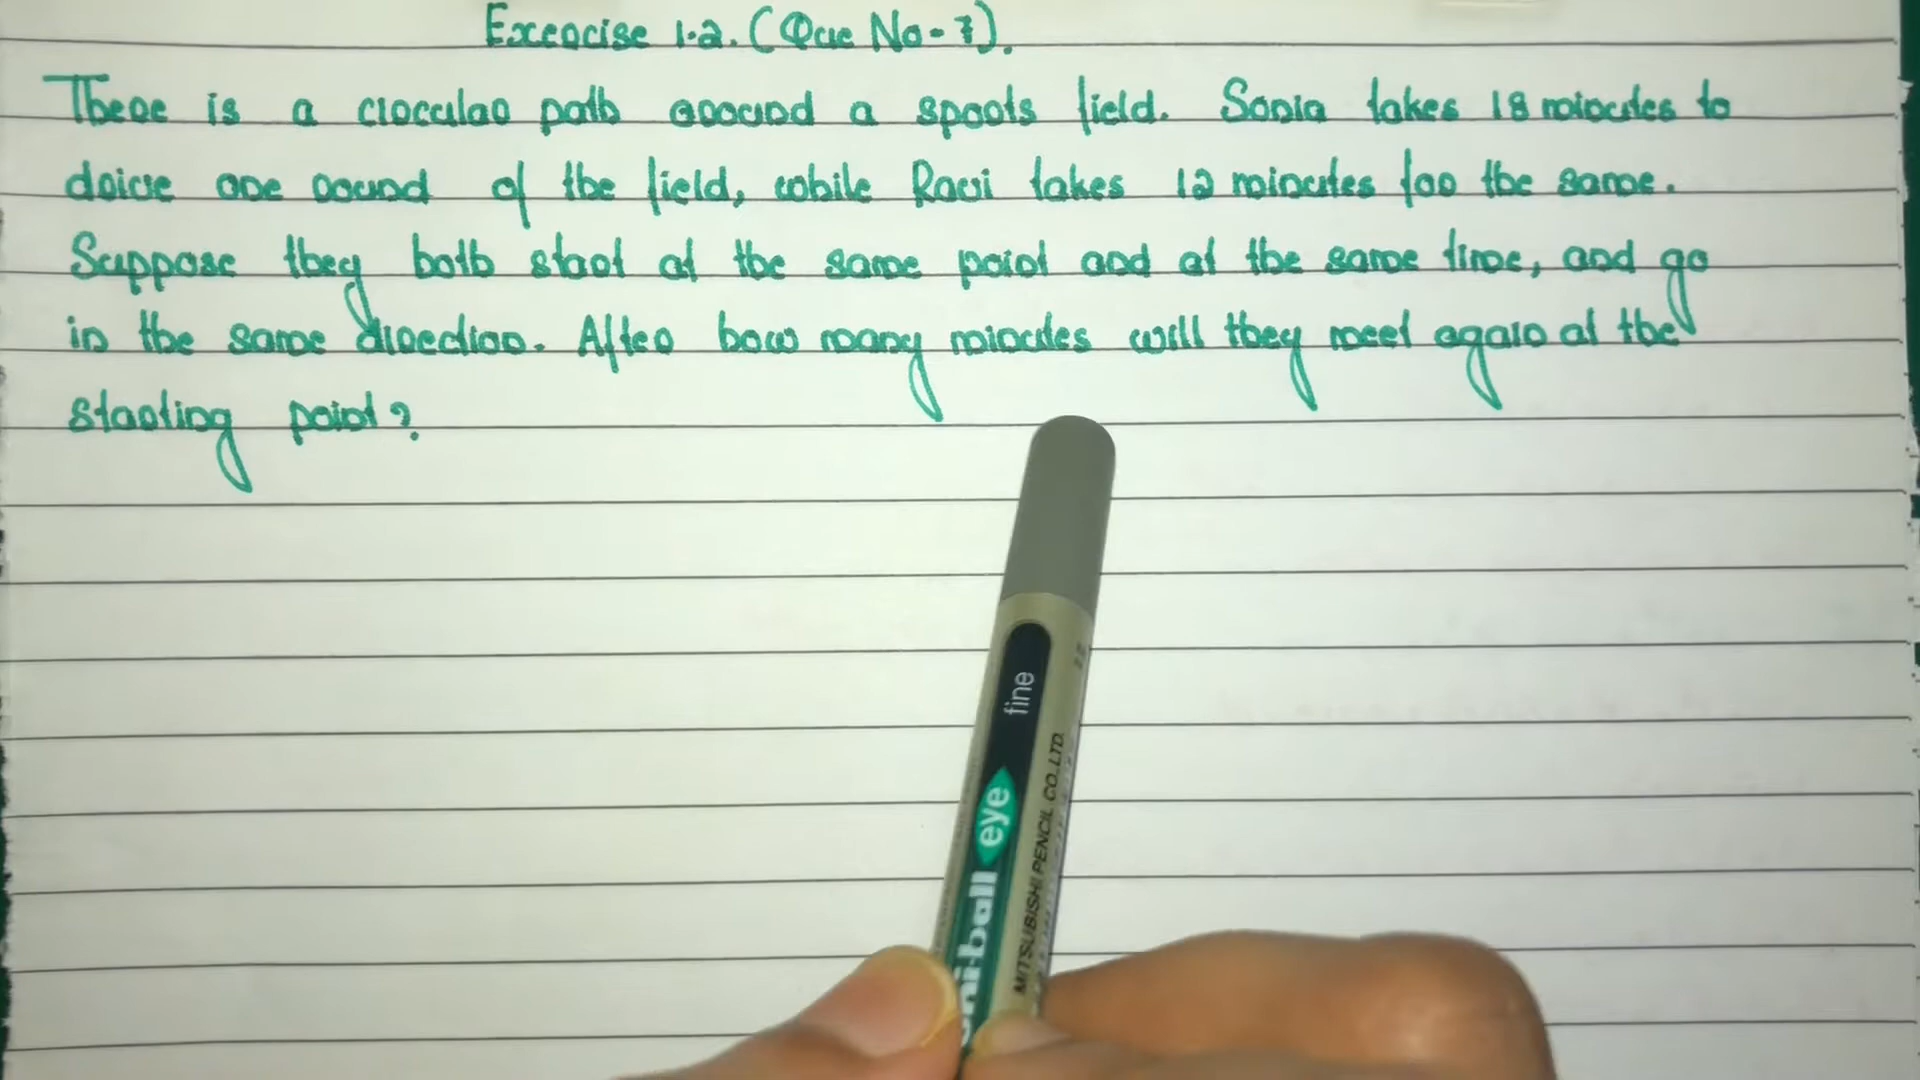 Exercise 1.2. (Que No-7).
There is a circular path around a sports field. Sonia takes 18 minutes to
drive one round of the field, while Ravi takes 12 minutes for the same.
Suppose they both start at the same point and at the same time, and go
in the same direction. After how many minutes will they meet again at the
starting point?
fine
uni-ball eye
MITSUBISHI PENCIL CO.LTD.